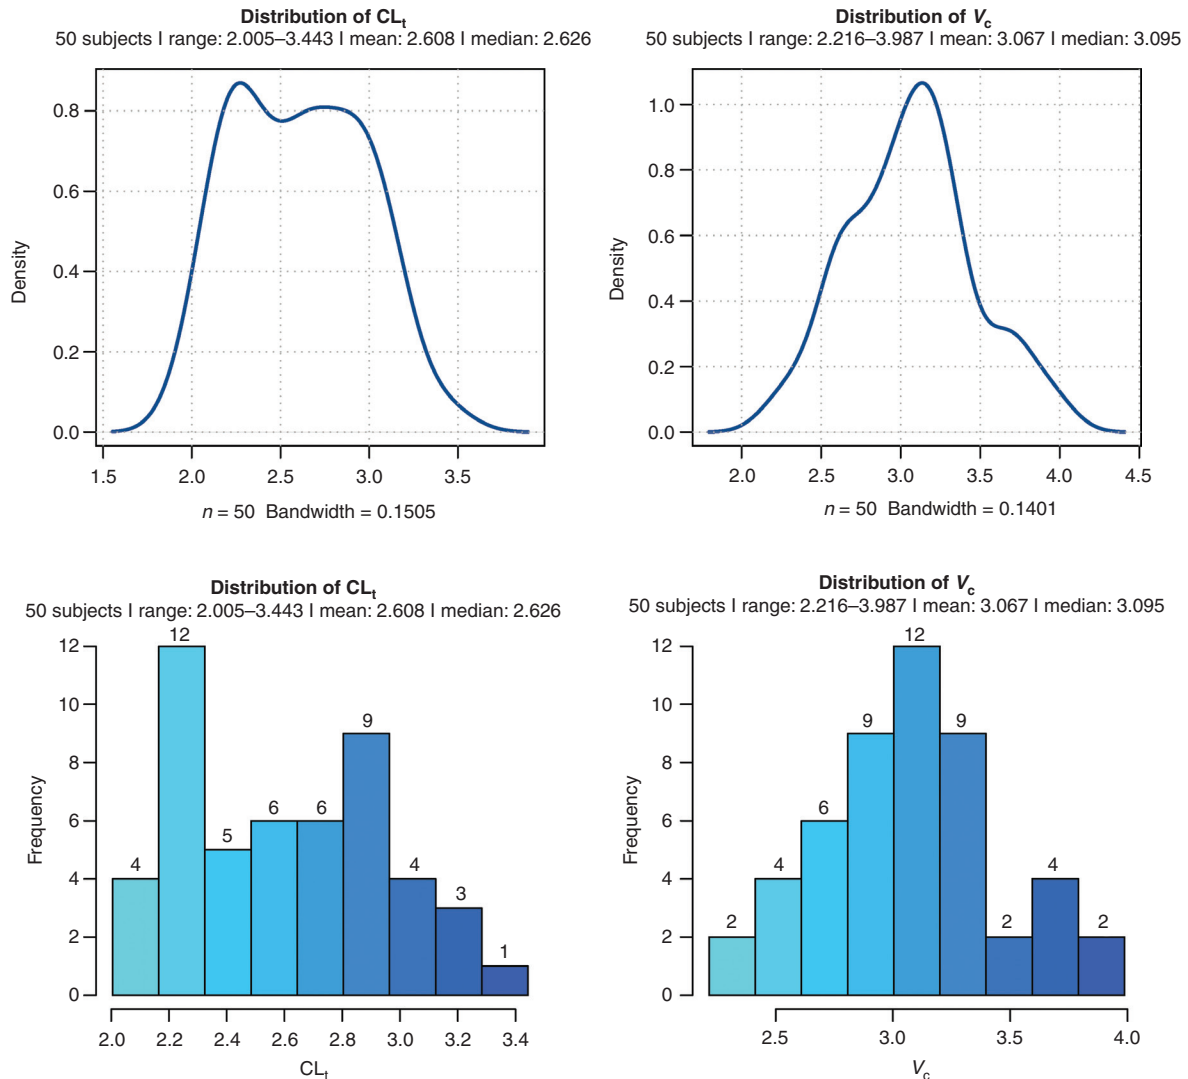 Distribution of CLt
50 subjects I range: 2.005–3.443 I mean: 2.608 I median: 2.626
Density
0.8
0.6
0.4
0.2
0.0
1.5 2.0 2.5 3.0 3.5
n = 50 Bandwidth = 0.1505
Distribution of Vc
50 subjects I range: 2.216–3.987 I mean: 3.067 I median: 3.095
Density
1.0
0.8
0.6
0.4
0.2
0.0
2.0 2.5 3.0 3.5 4.0 4.5
n = 50 Bandwidth = 0.1401
Distribution of CLt
50 subjects I range: 2.005–3.443 I mean: 2.608 I median: 2.626
Frequency
12
10
8
6
4
2
0
4 12 5 6 6 9 4 3 1
2.0 2.2 2.4 2.6 2.8 3.0 3.2 3.4
CLt
Distribution of Vc
50 subjects I range: 2.216–3.987 I mean: 3.067 I median: 3.095
Frequency
12
10
8
6
4
2
0
2 4 6 9 12 9 2 4 2
2.5 3.0 3.5 4.0
Vc